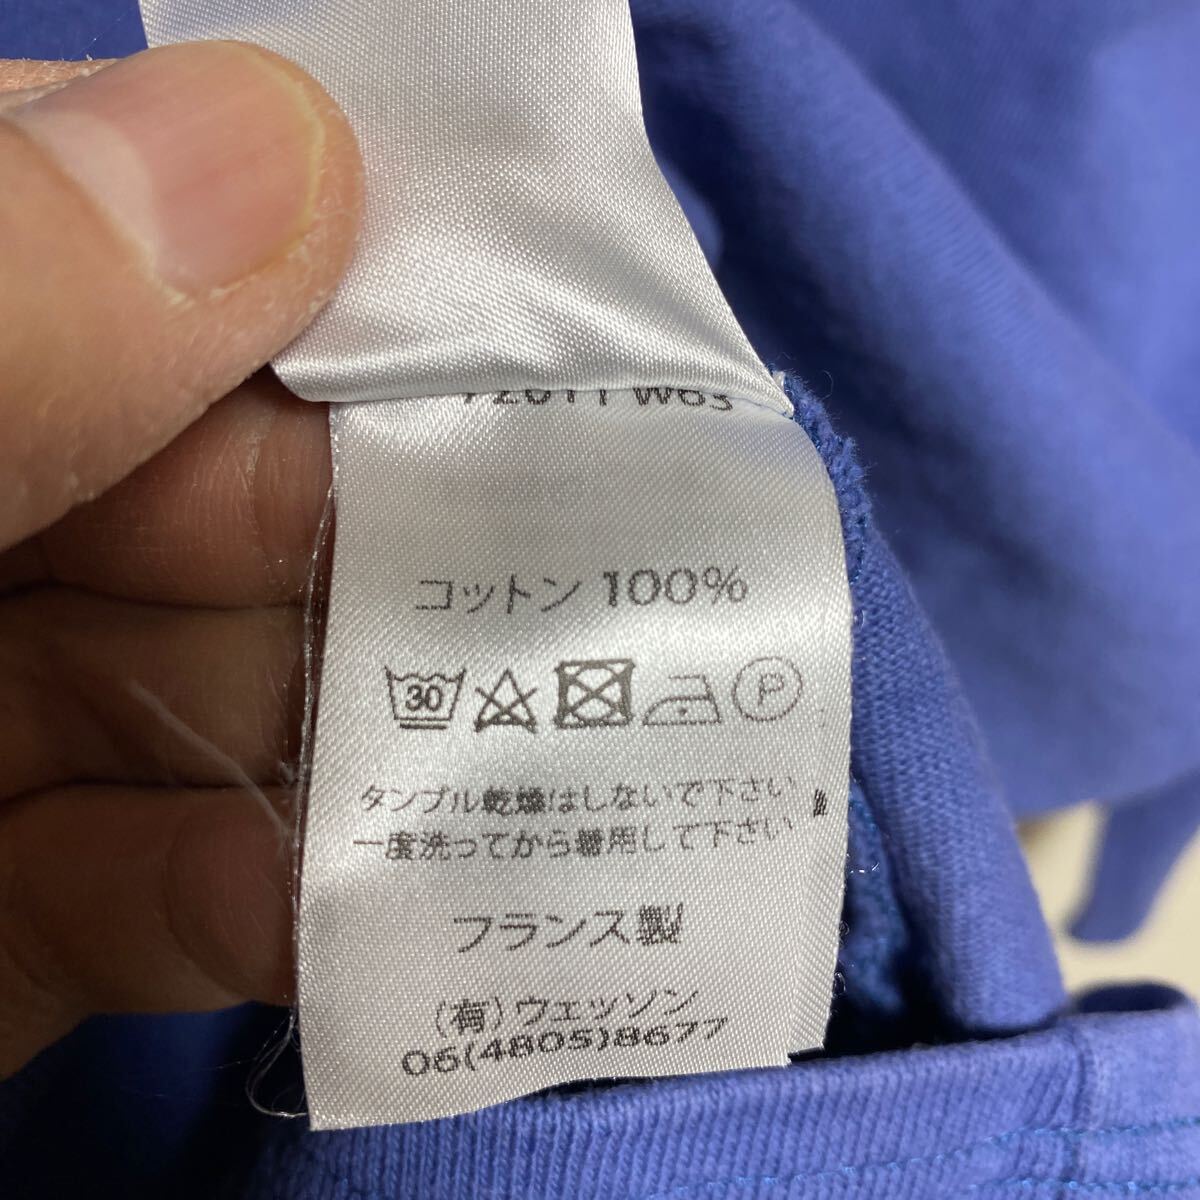 コットン 100%
30
P
タンブル乾燥はしないで下さい
一度洗ってから着用して下さい
フランス製
(有)ウェッソン
06(4805)8677